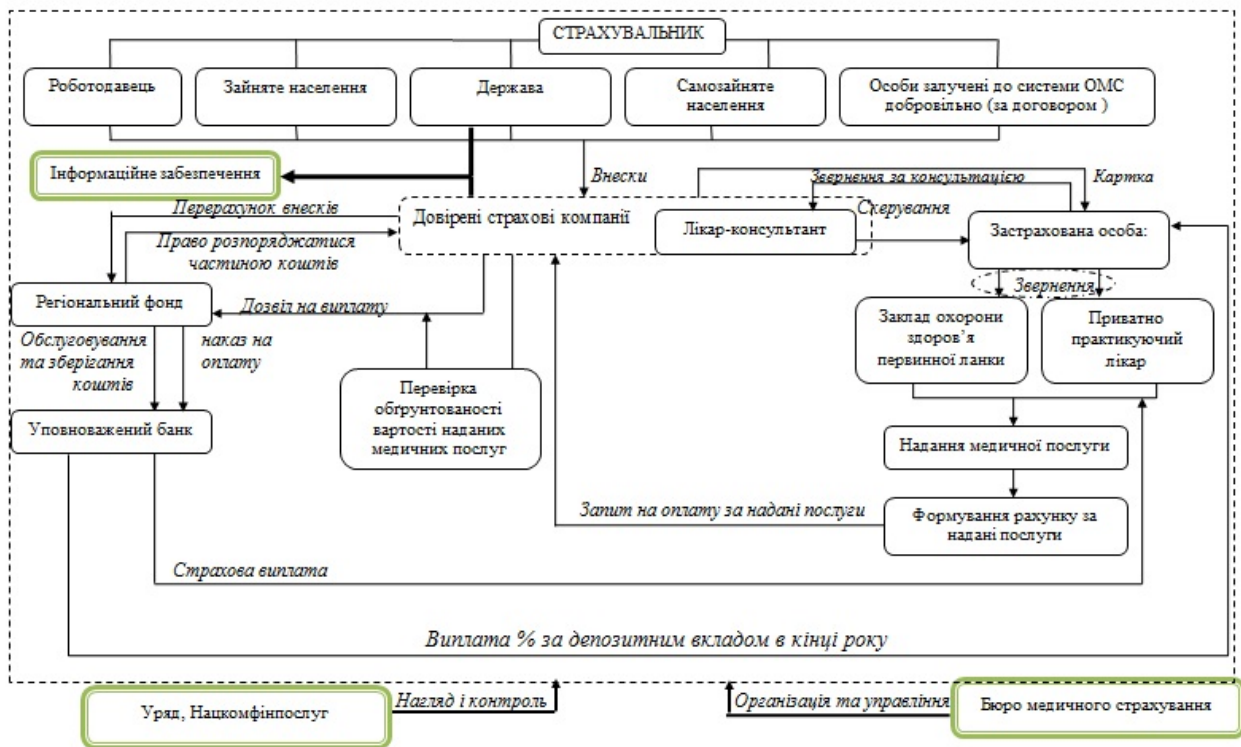 СТРАХУВАЛЬНИК
Роботодавець
Зайняте населення
Держава
Самозайняте
населення
Особи залучені до системи ОМС
добровільно (за договором )
Інформаційне забезпечення
Внески
Звернення за консультацією
Картка
Перерахунок внесків
Довірені страхові компанії
Лікар-консультант
Скерування
Застрахована особа:
Право розпоряджатися
частиною коштів
Звернення
Регіональний фонд
Дозвіл на виплату
Заклад охорони
здоров’я
первинної ланки
Приватно
практикуючий
лікар
Обслуговування
та зберігання
коштів
наказ на
оплату
Перевірка
обґрунтованості
вартості наданих
медичних послуг
Уповноважений банк
Надання медичної послуги
Запит на оплату за надані послуги
Формування рахунку за
надані послуги
Страхова виплата
Виплата % за депозитним вкладом в кінці року
Уряд, Нацкомфінпослуг
Нагляд і контроль
Організація та управління
Бюро медичного страхування